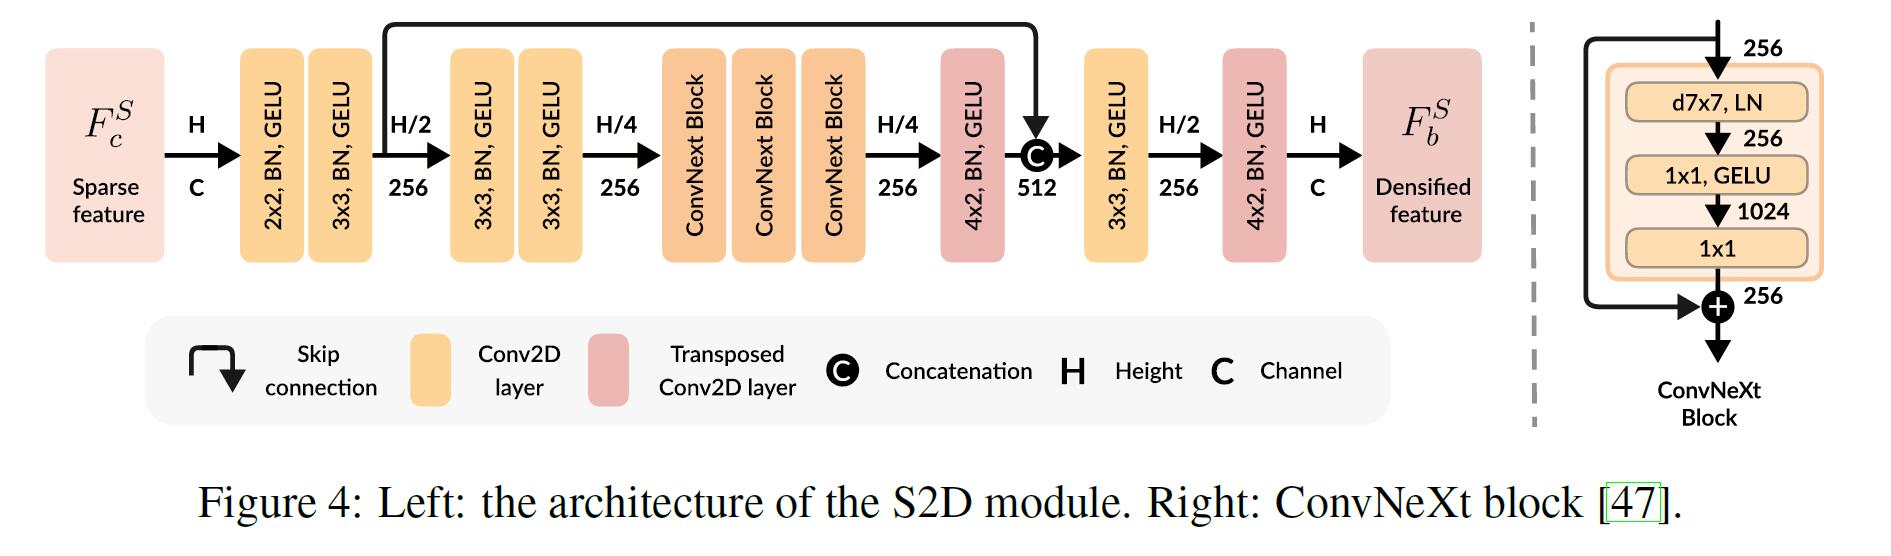 F_c^S
Sparse
feature
H
C
2x2, BN, GELU
3x3, BN, GELU
H/2
256
3x3, BN, GELU
3x3, BN, GELU
H/4
256
ConvNext Block
ConvNext Block
ConvNext Block
H/4
256
4x2, BN, GELU
C
512
3x3, BN, GELU
H/2
256
4x2, BN, GELU
H
C
F_b^S
Densified
feature
Skip
connection
Conv2D
layer
Transposed
Conv2D layer
C Concatenation
H Height
C Channel
256
d7x7, LN
256
1x1, GELU
1024
1x1
256
+
ConvNeXt
Block
Figure 4: Left: the architecture of the S2D module. Right: ConvNeXt block [47].